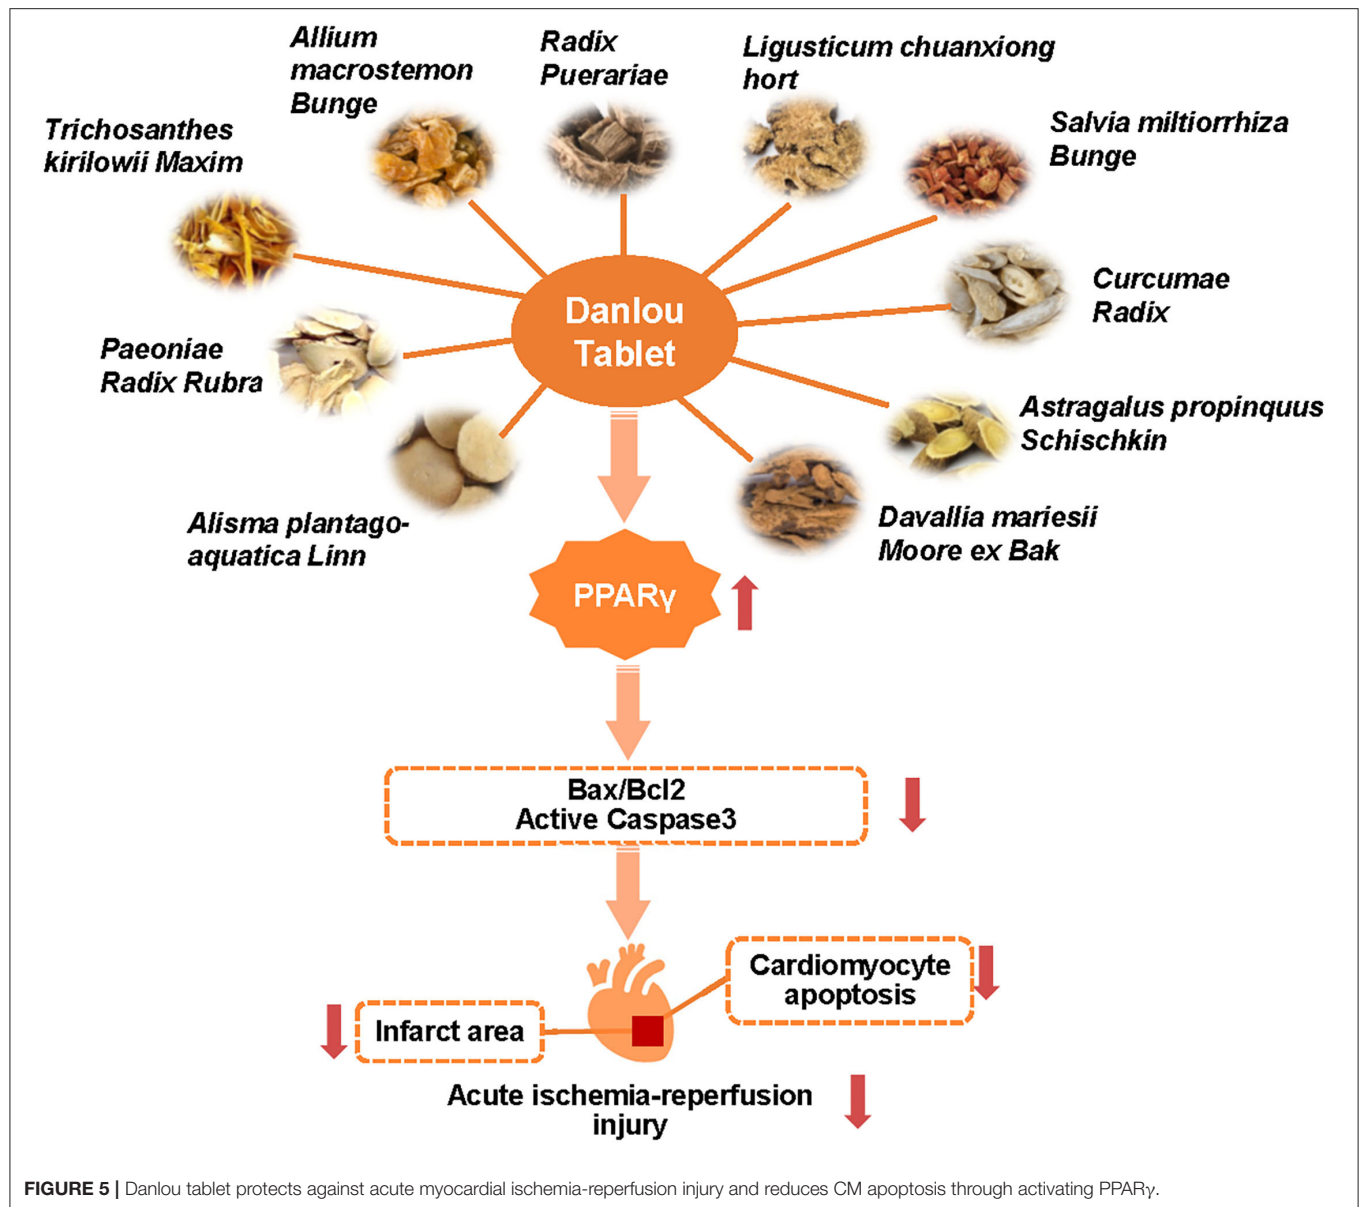 Allium
macrostemon
Bunge
Radix
Puerariae
Ligusticum chuanxiong
hort
Trichosanthes
kirilowii Maxim
Salvia miltiorrhiza
Bunge
Danlou
Tablet
Curcumae
Radix
Paeoniae
Radix Rubra
Astragalus propinquus
Schischkin
Alisma plantago-
aquatica Linn
Davallia mariesii
Moore ex Bak
PPARγ
Bax/Bcl2
Active Caspase3
Cardiomyocyte
apoptosis
Infarct area
Acute ischemia-reperfusion
injury
FIGURE 5 | Danlou tablet protects against acute myocardial ischemia-reperfusion injury and reduces CM apoptosis through activating PPARγ.